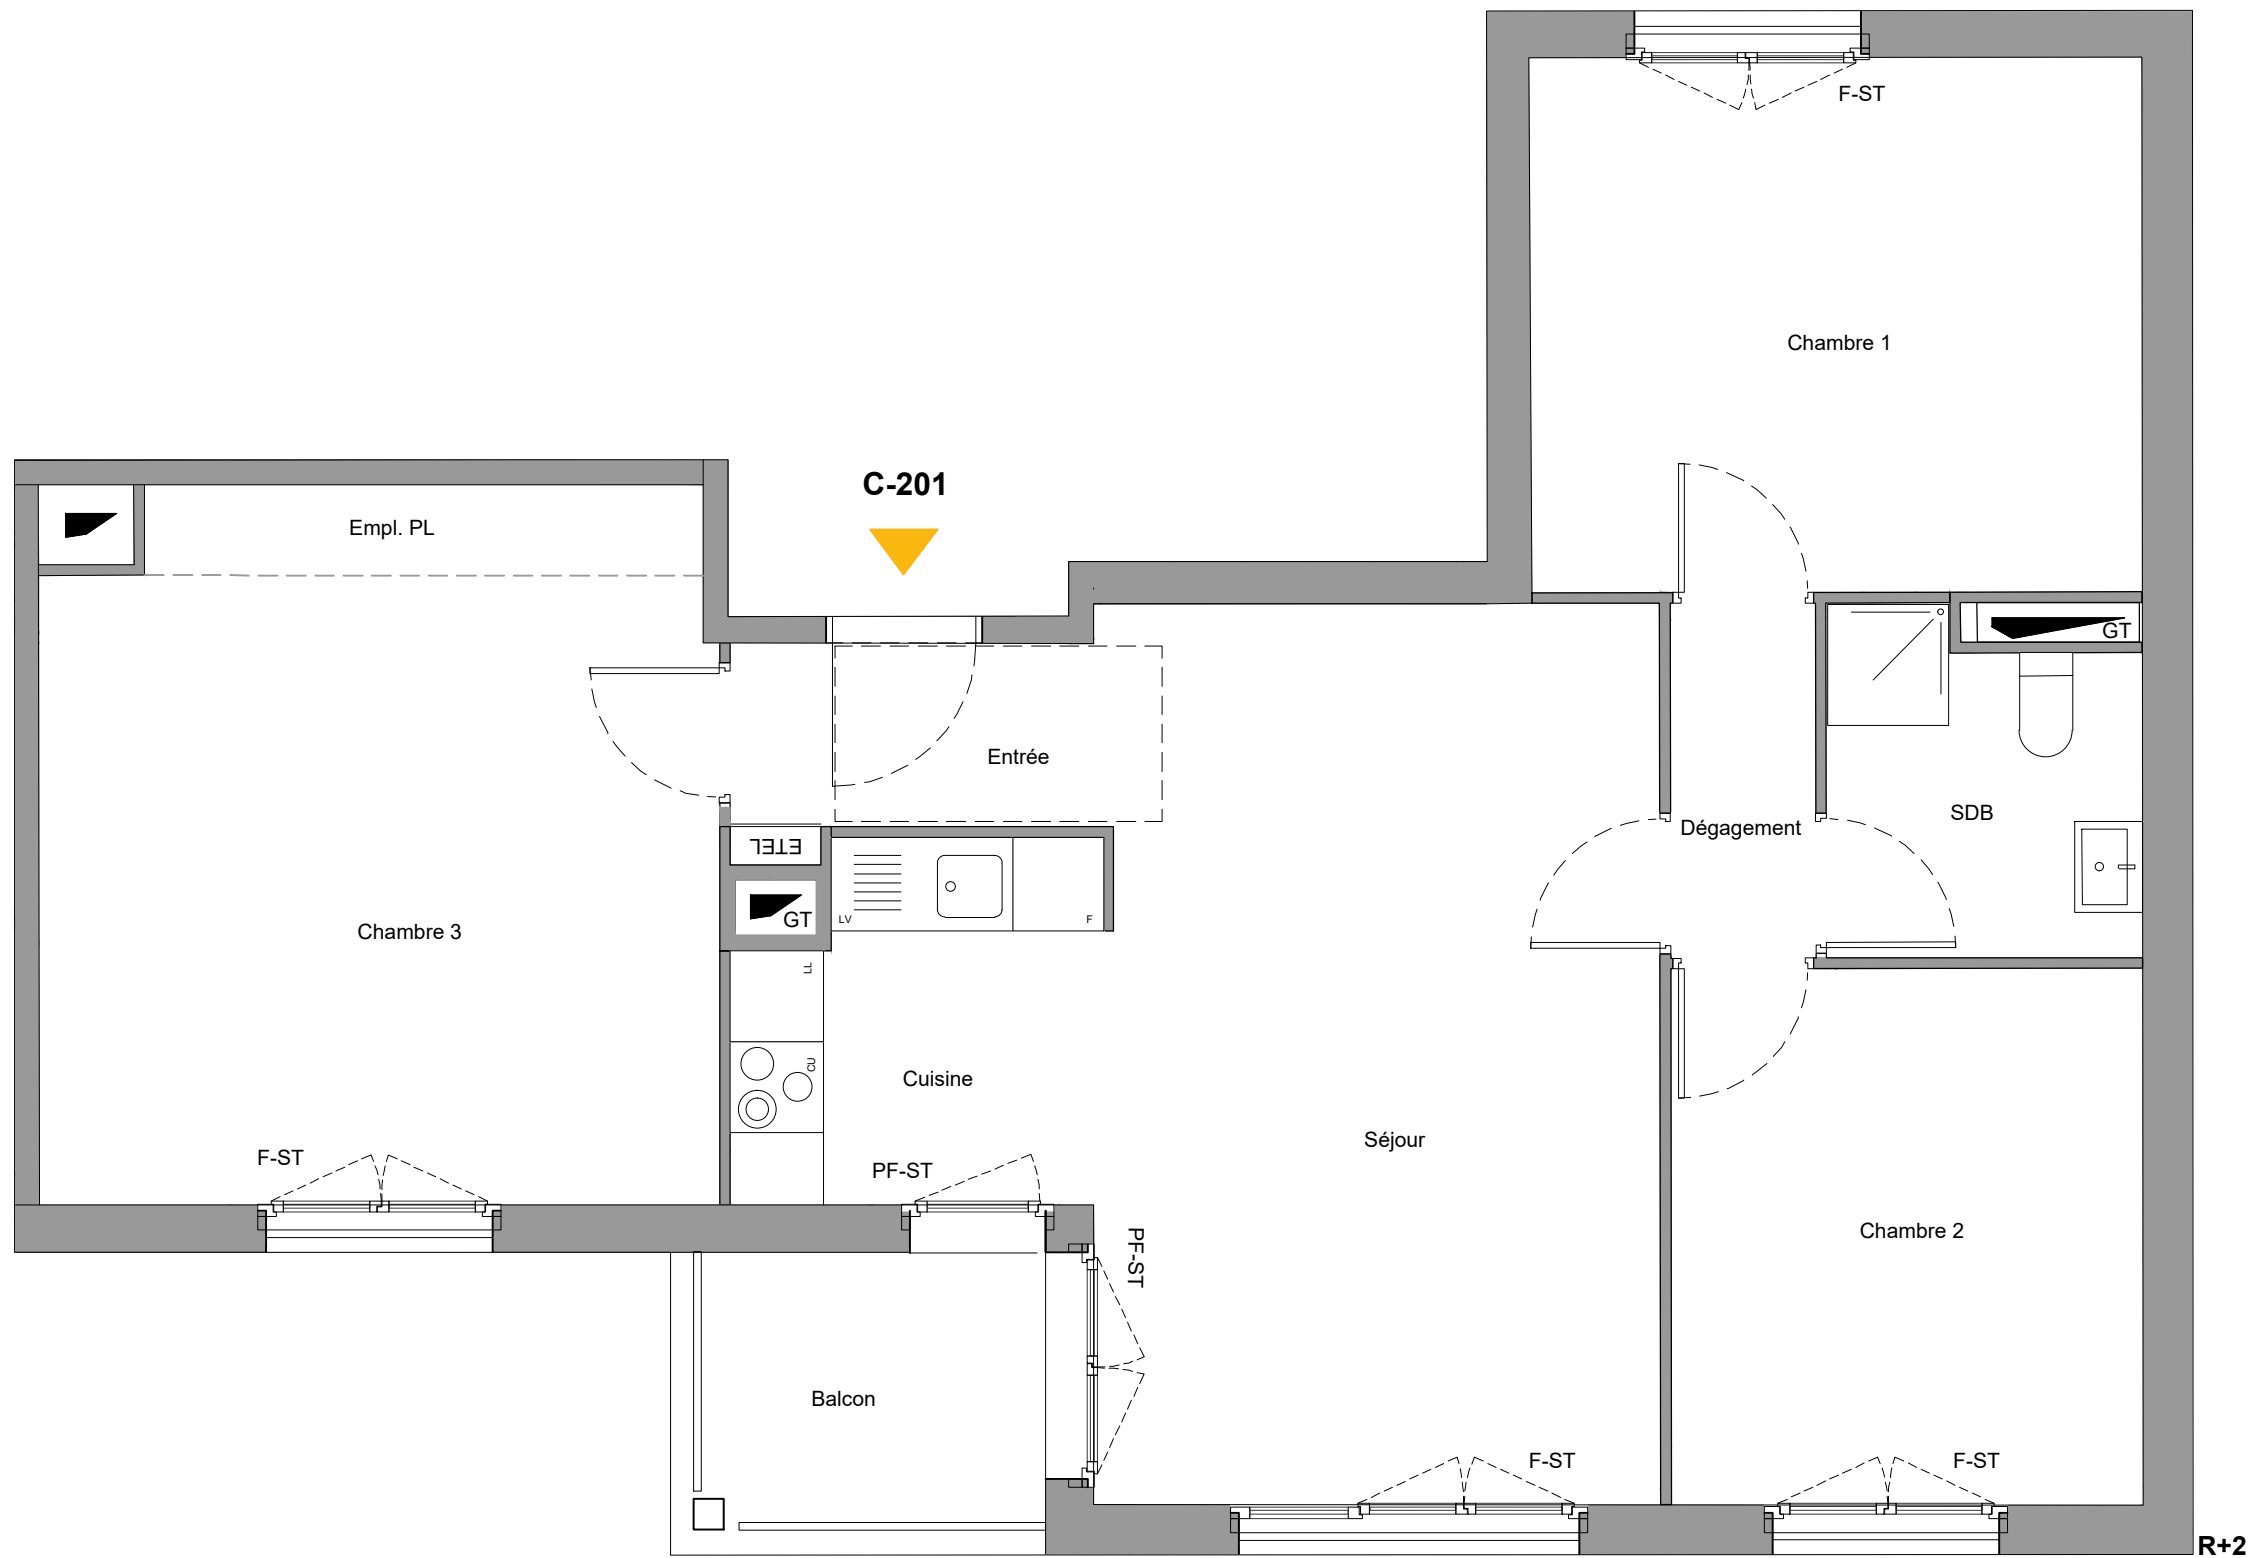 F-ST
Chambre 1
C-201
Empl. PL
GT
Entrée
SDB
Dégagement
ETEL
GT
LV
F
Chambre 3
LL
CU
Cuisine
Séjour
F-ST
PF-ST
Chambre 2
PF-ST
Balcon
F-ST
F-ST
R+2